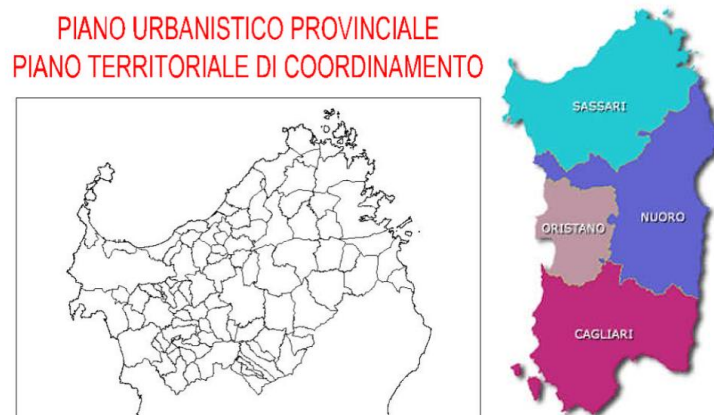 PIANO URBANISTICO PROVINCIALE
PIANO TERRITORIALE DI COORDINAMENTO
SASSARI
NUORO
ORISTANO
CAGLIARI